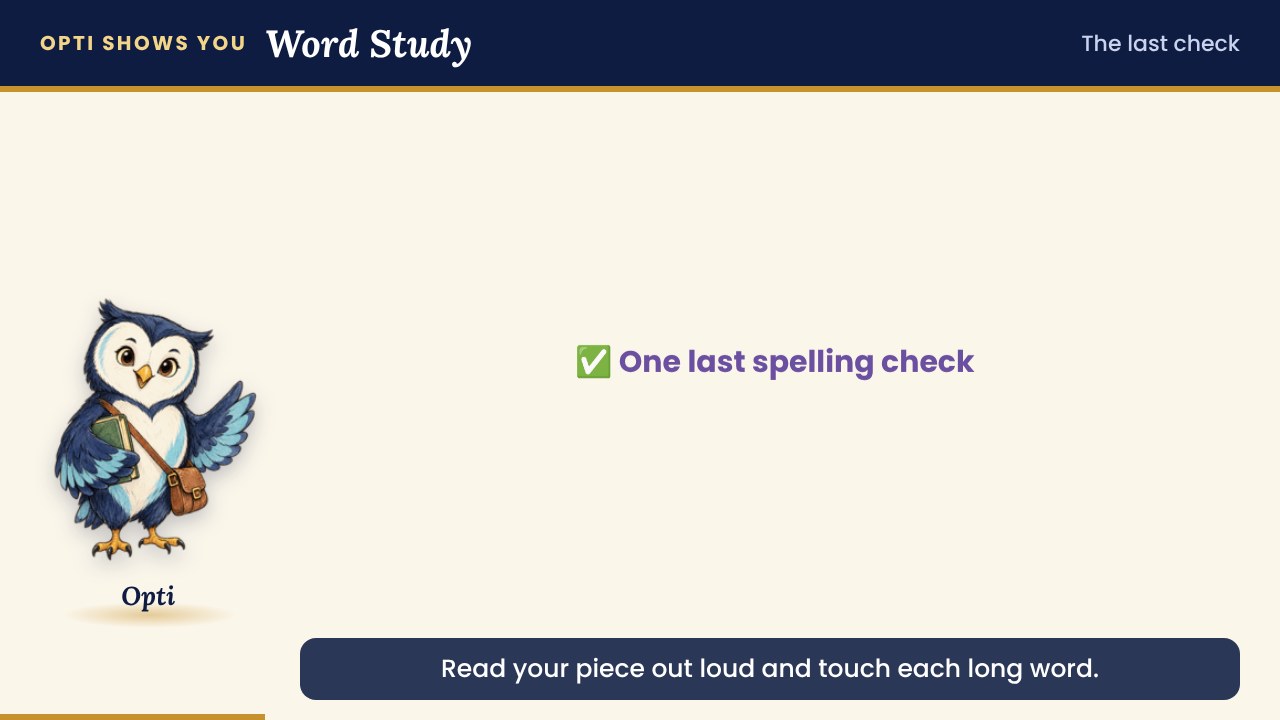 OPTI SHOWS YOU Word Study
The last check
✅ One last spelling check
Opti
Read your piece out loud and touch each long word.